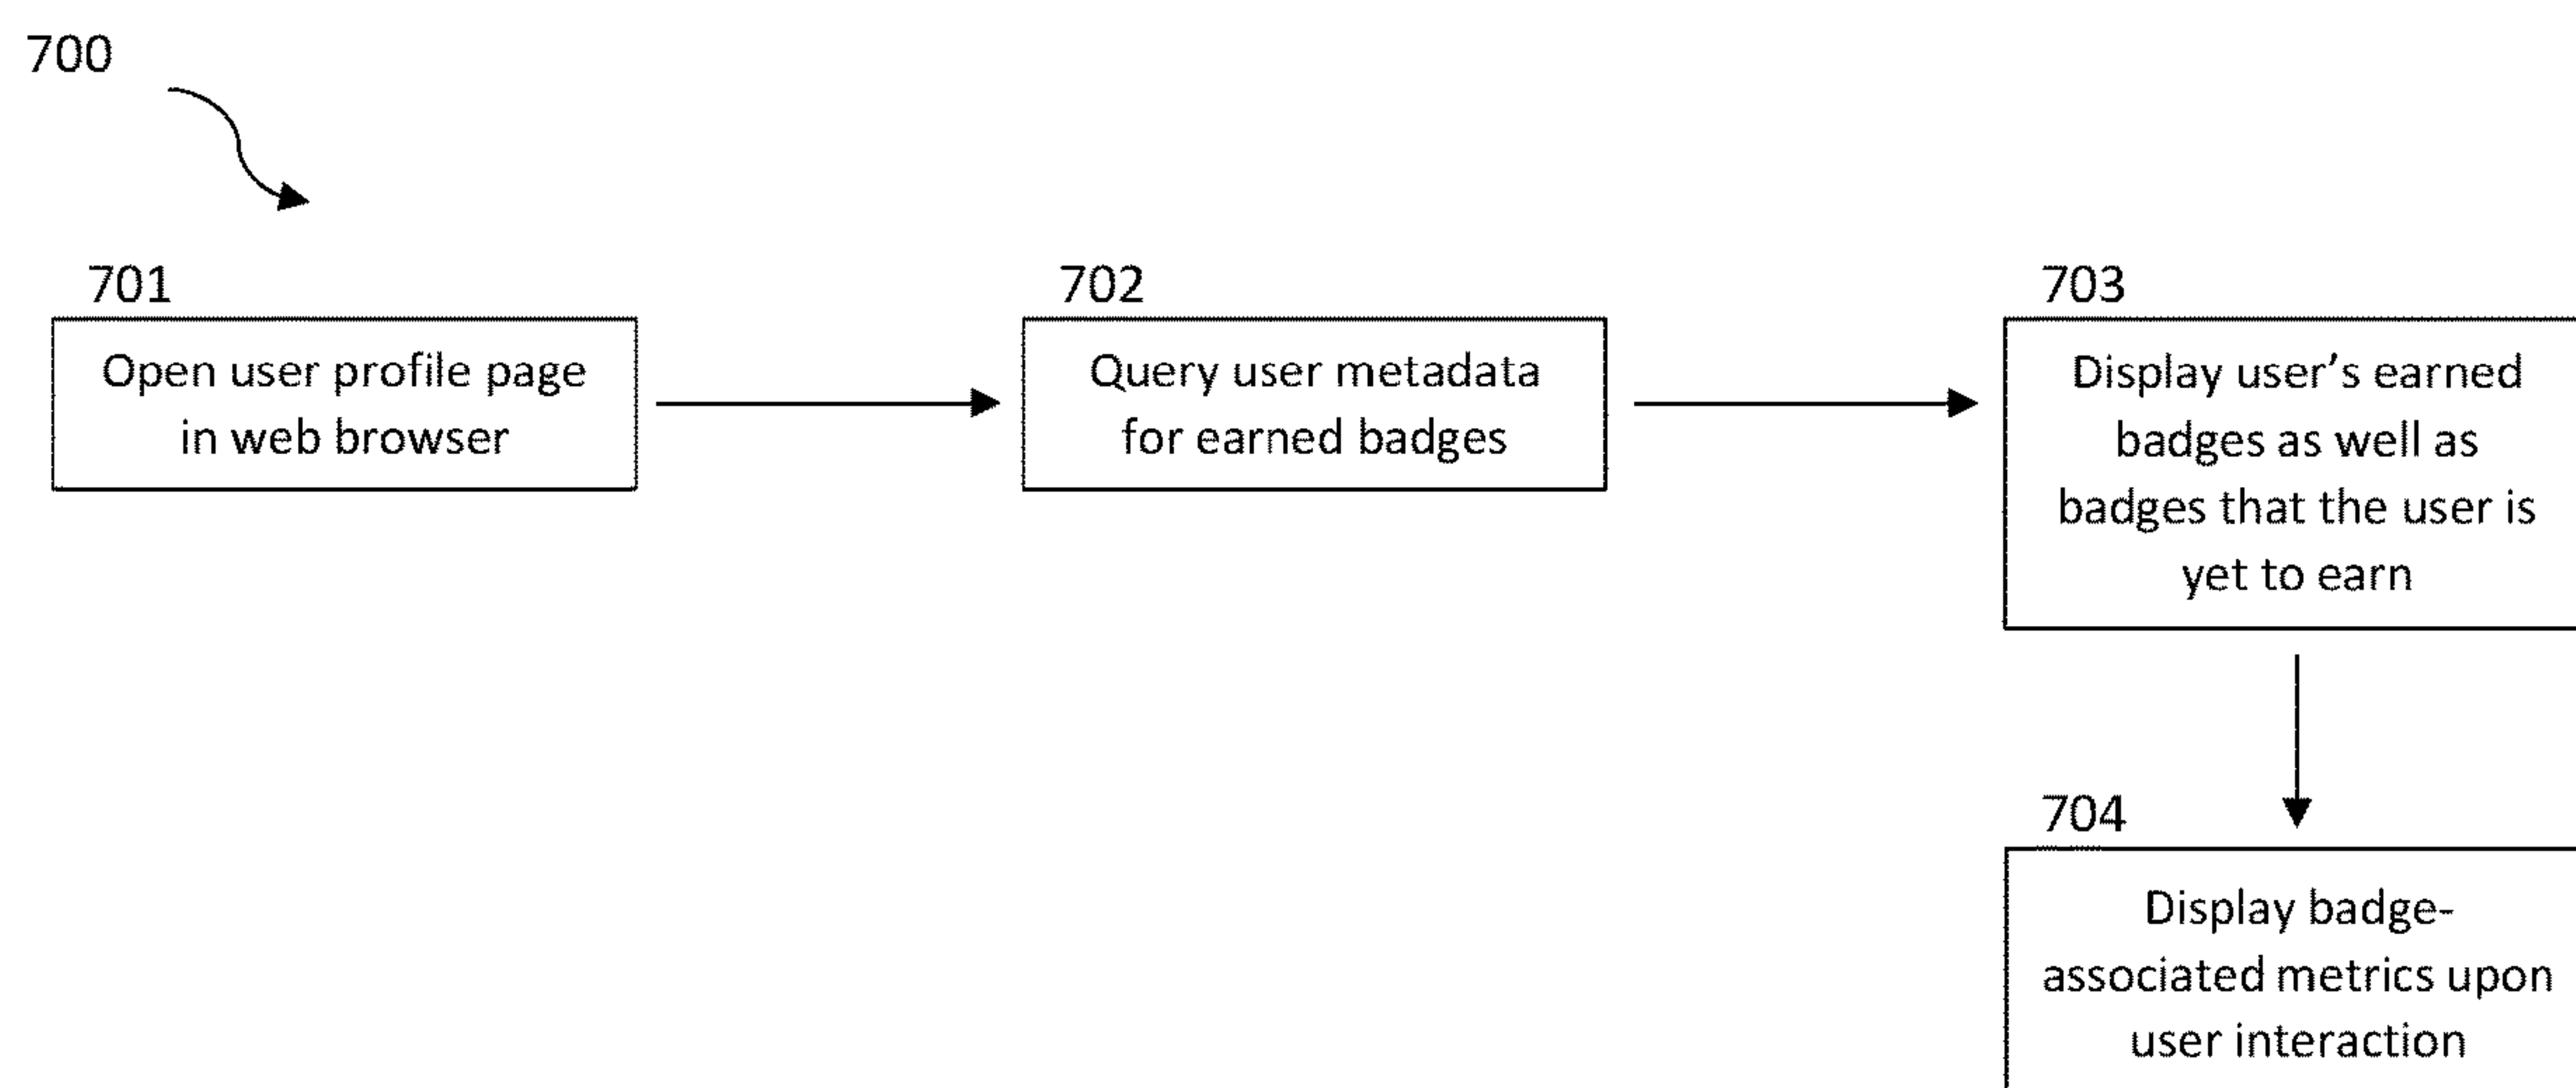 700
701
Open user profile page
in web browser
702
Query user metadata
for earned badges
703
Display user’s earned
badges as well as
badges that the user is
yet to earn
704
Display badge-
associated metrics upon
user interaction